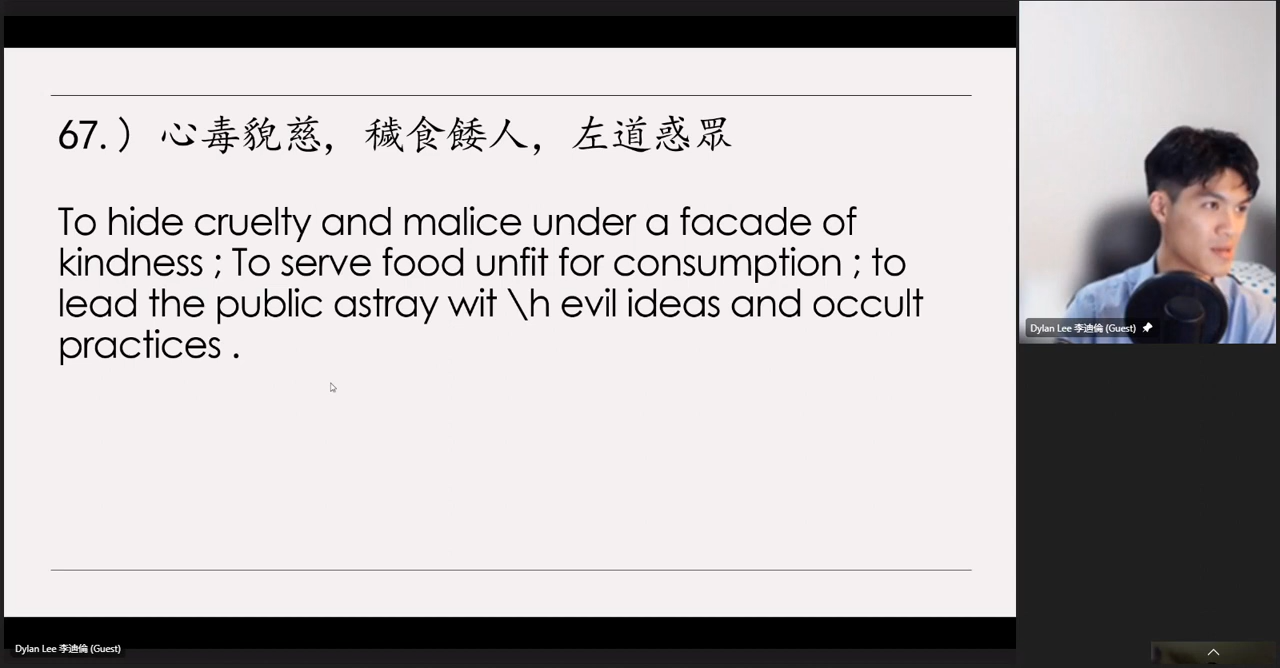 67. ）心毒貌慈，穢食餧人，左道惑眾
To hide cruelty and malice under a facade of
kindness ; To serve food unfit for consumption ; to
lead the public astray wit \h evil ideas and occult
practices .
Dylan Lee 李迪倫 (Guest)
Dylan Lee 李迪倫 (Guest)